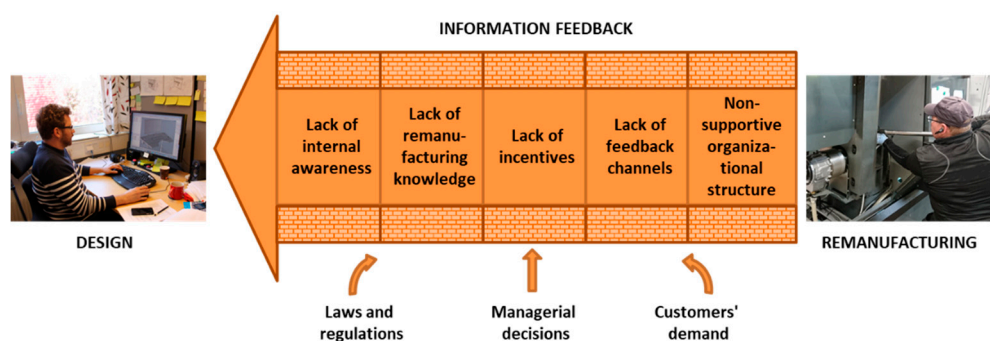 INFORMATION FEEDBACK
Lack of
internal
awareness
Lack of
remanu-
facturing
knowledge
Lack of
incentives
Lack of
feedback
channels
Non-
supportive
organiza-
tional
structure
DESIGN
REMANUFACTURING
Laws and
regulations
Managerial
decisions
Customers'
demand